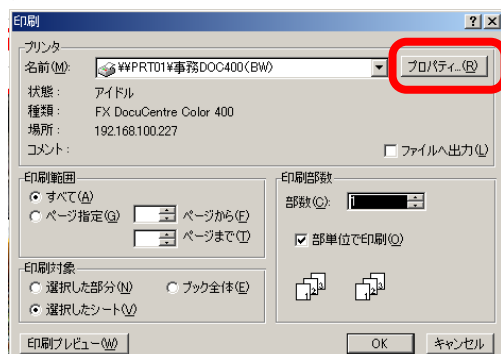 印刷
プリンタ
名前(M): ¥¥PRT01¥事務DOC400(BW) プロパティ...(R)
状態: アイドル
種類: FX DocuCentre Color 400
場所: 192.168.100.227
コメント: ファイルへ出力(L)
印刷範囲
すべて(A)
ページ指定(G) ページから(F)
ページまで(T)
印刷部数
部数(C): 1
部単位で印刷(O)
1 2 3 1 2 3
印刷対象
選択した部分(N) ブック全体(E)
選択したシート(V)
印刷プレビュー(W) OK キャンセル